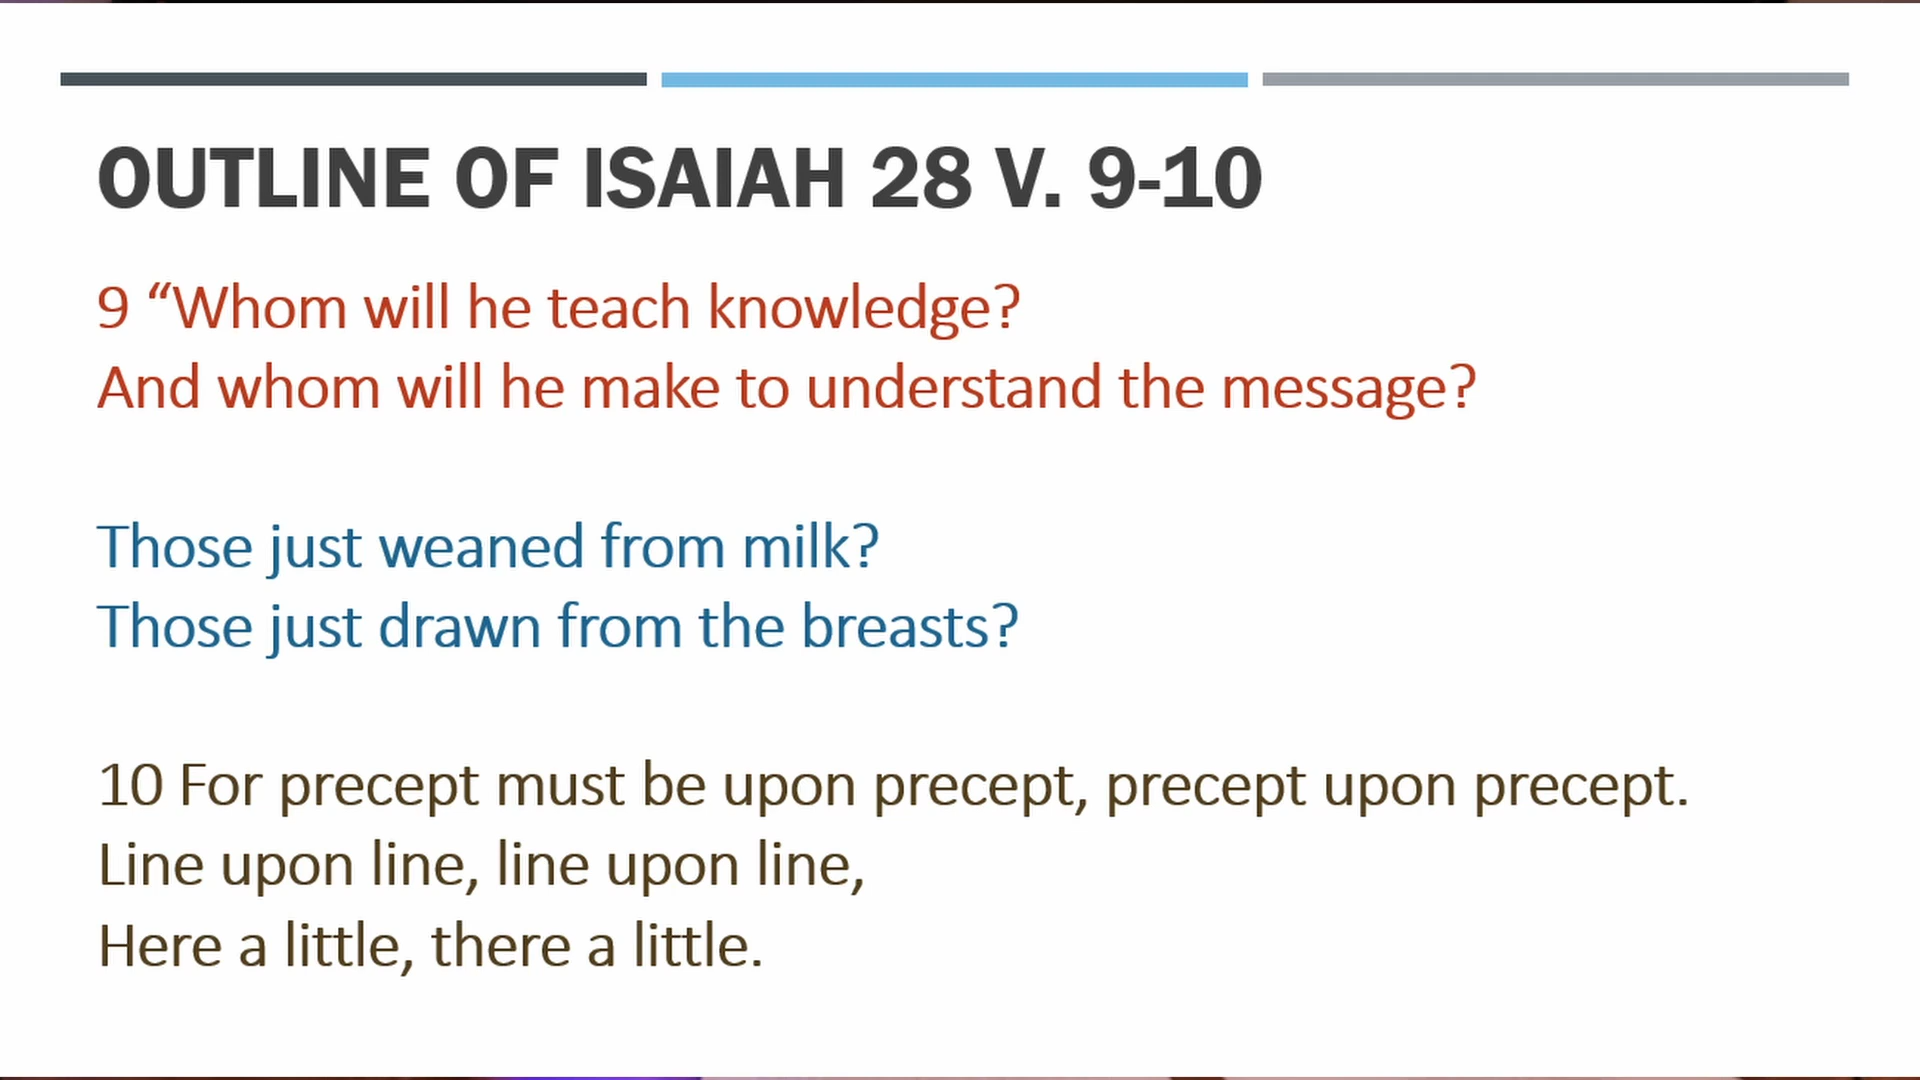 OUTLINE OF ISAIAH 28 V. 9-10
9 “Whom will he teach knowledge?
And whom will he make to understand the message?
Those just weaned from milk?
Those just drawn from the breasts?
10 For precept must be upon precept, precept upon precept.
Line upon line, line upon line,
Here a little, there a little.